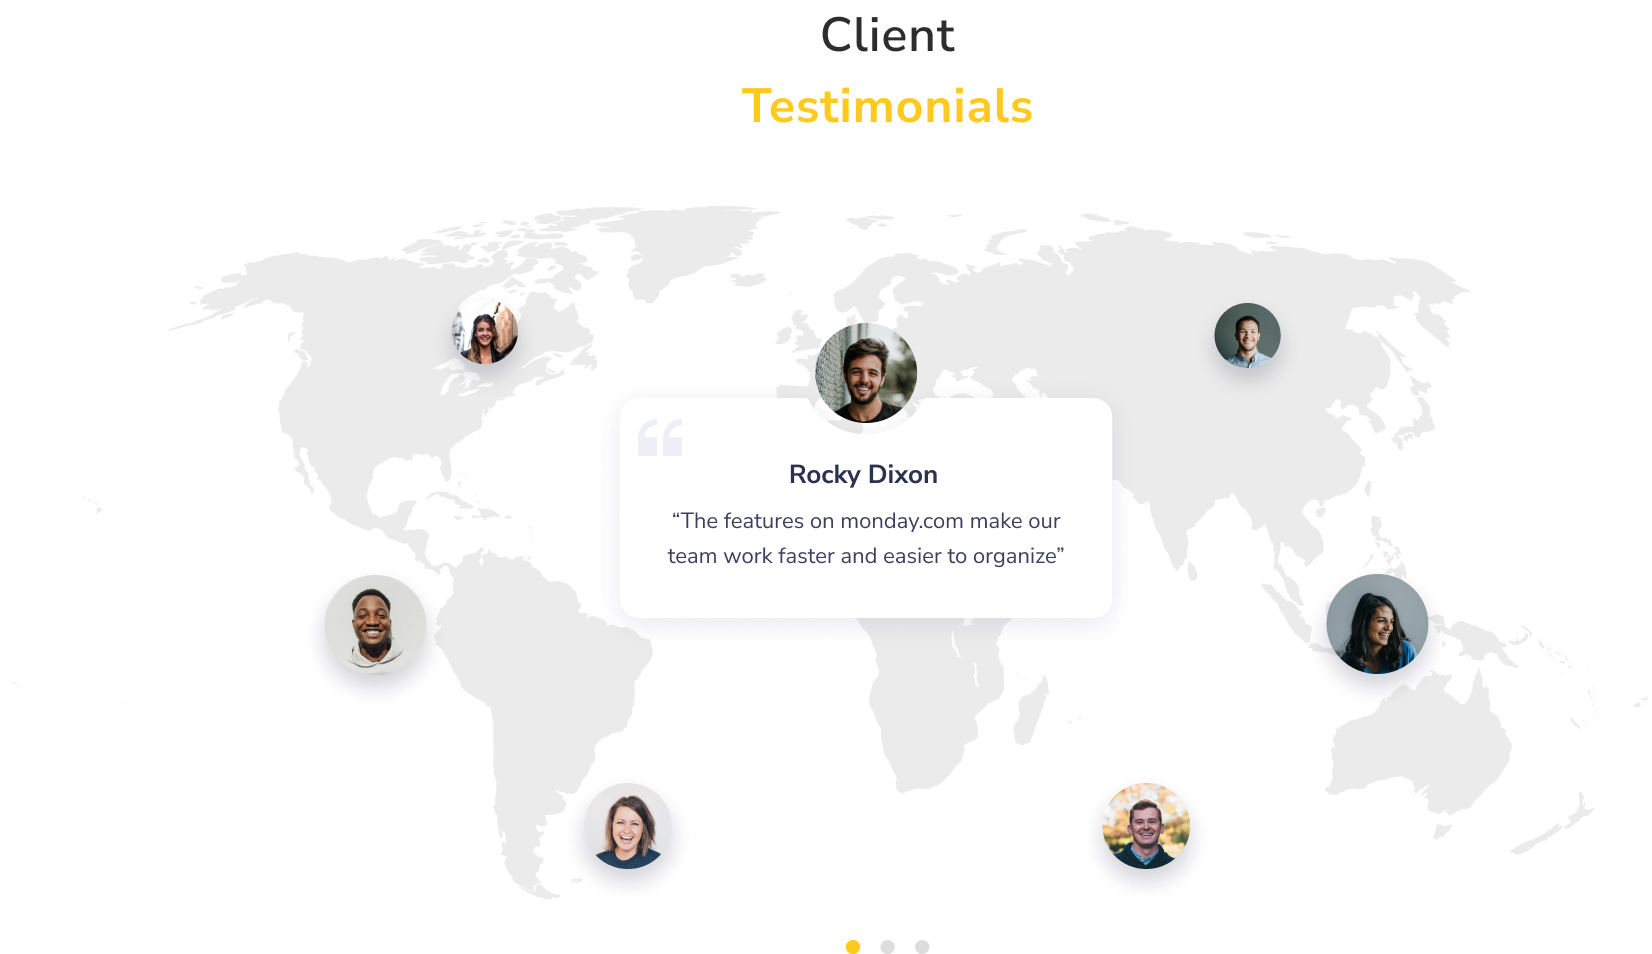 Client
Testimonials
Rocky Dixon
“The features on monday.com make our
team work faster and easier to organize”